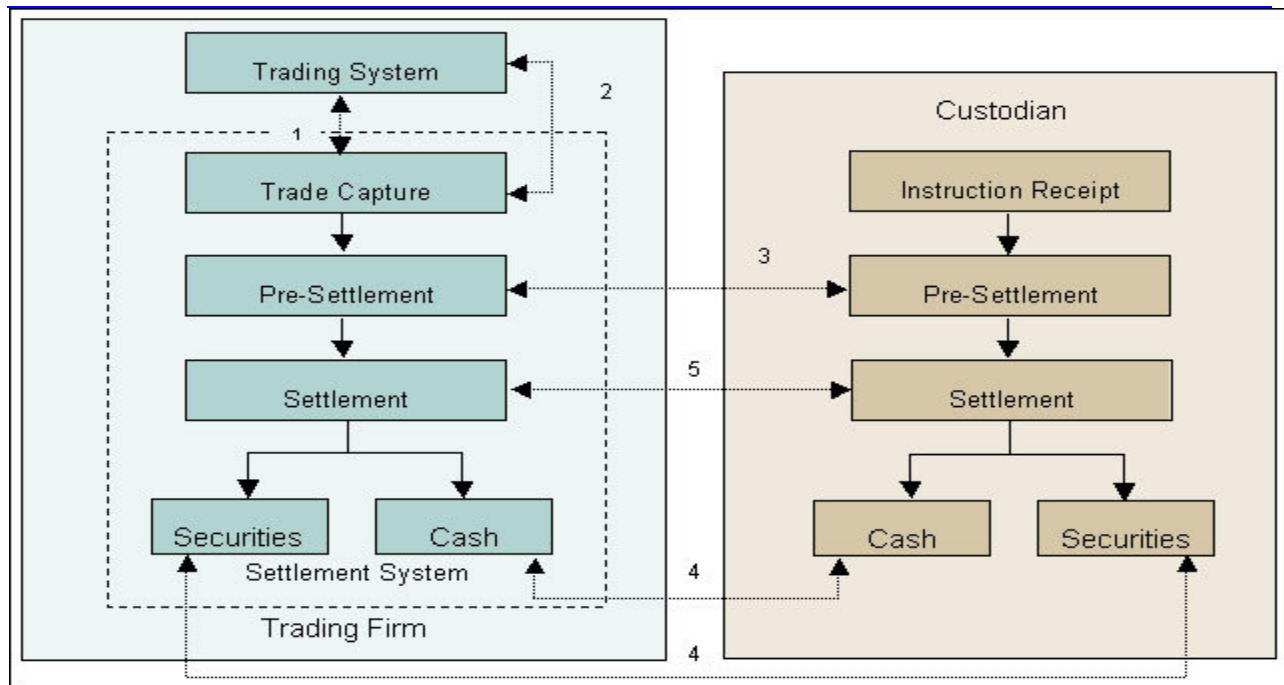 Trading System
2
1
Trade Capture
Pre-Settlement
Settlement
Securities
Cash
Settlement System
Trading Firm
3
5
4
4
Custodian
Instruction Receipt
Pre-Settlement
Settlement
Cash
Securities